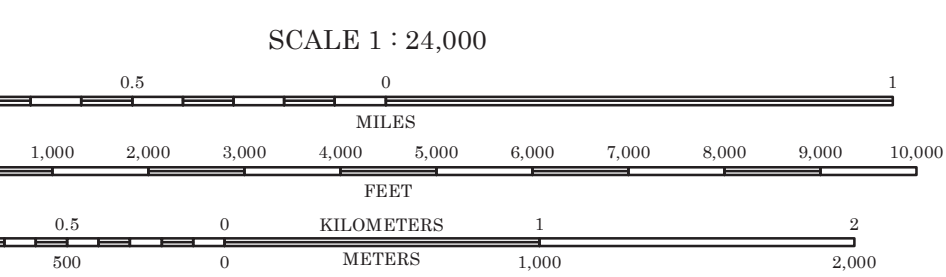 SCALE 1 : 24,000
0.5 0 1
MILES
1,000 2,000 3,000 4,000 5,000 6,000 7,000 8,000 9,000 10,000
FEET
0.5 0 KILOMETERS 1 2
500 0 METERS 1,000 2,000